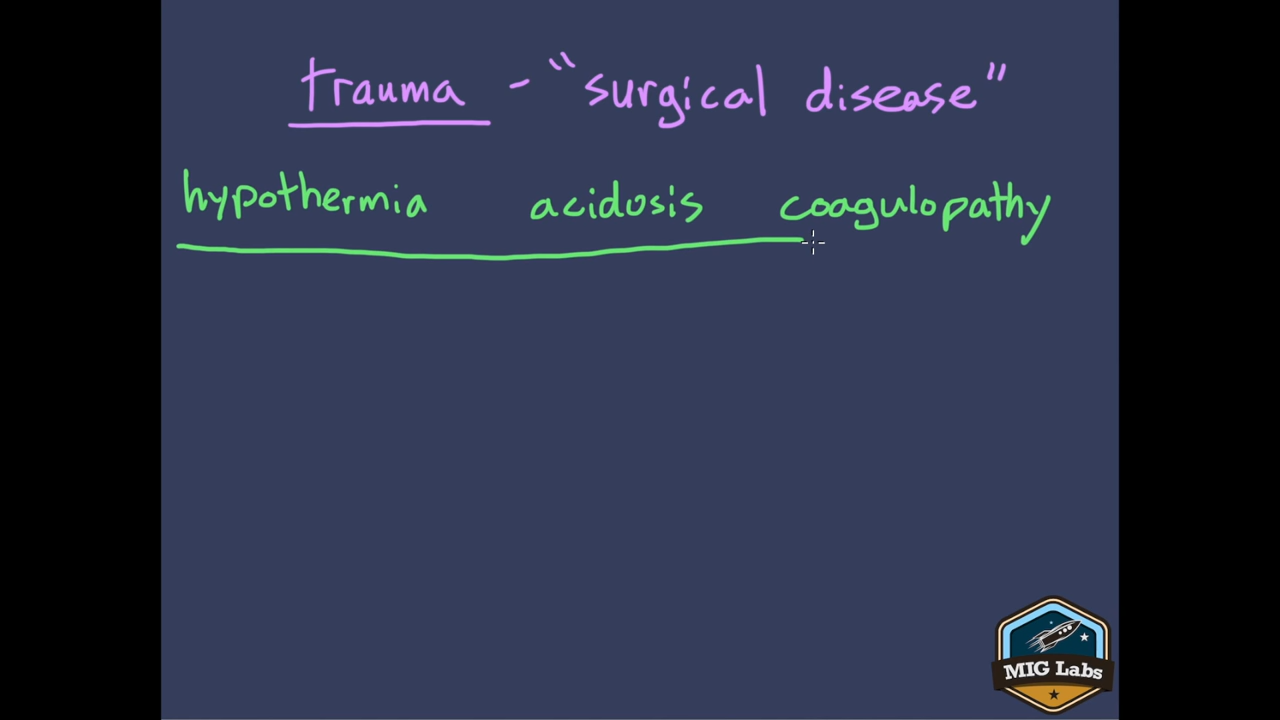 trauma - "surgical disease"
hypothermia acidosis coagulopathy
MIG Labs